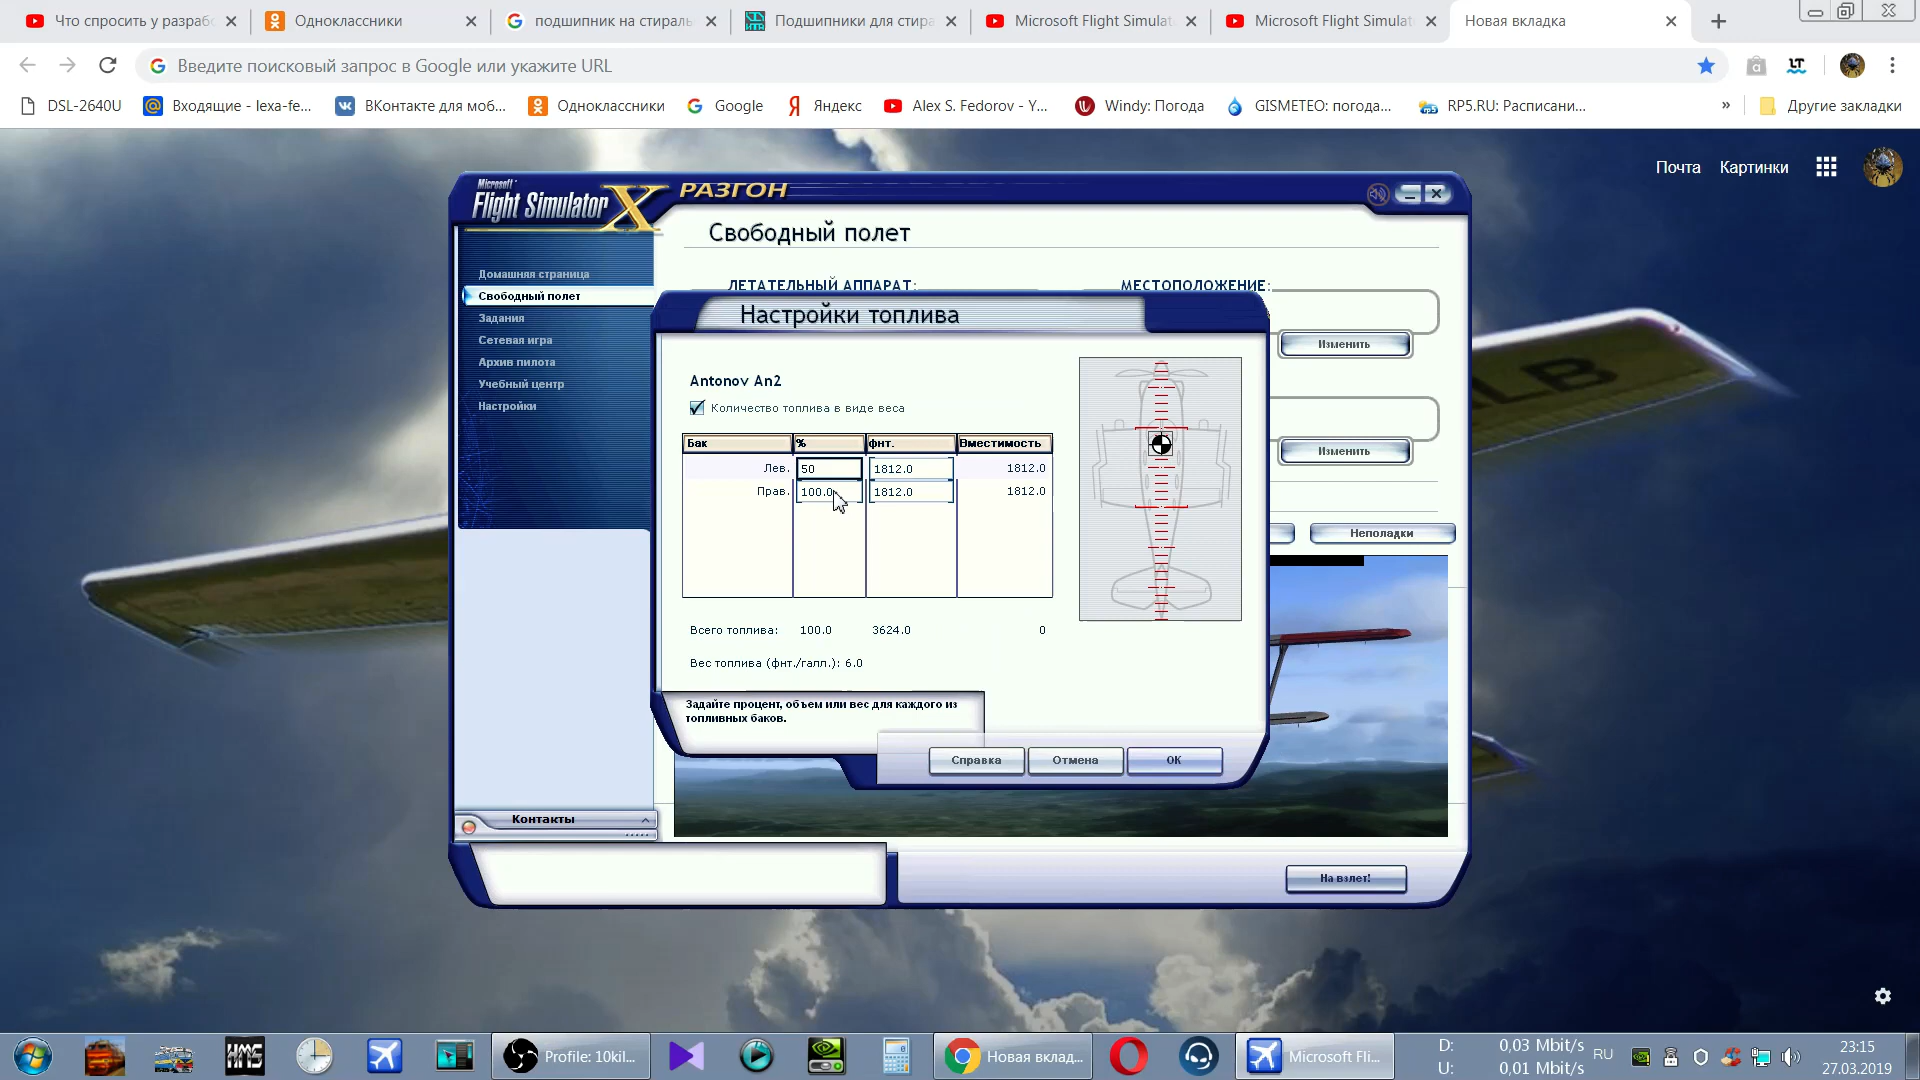 Что спросить у разраб
Одноклассники
подшипник на стираль
Подшипники для стира
Microsoft Flight Simulat
Microsoft Flight Simulat
Новая вкладка
Введите поисковый запрос в Google или укажите URL
DSL-2640U
Входящие - lexa-fe...
ВКонтакте для моб...
Одноклассники
Google
Яндекс
Alex S. Fedorov - Y...
Windy: Погода
GISMETEO: погода...
RP5.RU: Расписани...
»
Другие закладки
Почта
Картинки
Microsoft
Flight Simulator X
РАЗГОН
Свободный полет
Домашняя страница
Свободный полет
Задания
Сетевая игра
Архив пилота
Учебный центр
Настройки
ЛЕТАТЕЛЬНЫЙ АППАРАТ:
МЕСТОПОЛОЖЕНИЕ:
Изменить
Изменить
Неполадки
Настройки топлива
Antonov An2
Количество топлива в виде веса
Бак % фнт. Вместимость
Лев. 50 1812.0 1812.0
Прав. 100.0 1812.0 1812.0
Всего топлива: 100.0 3624.0 0
Вес топлива (фнт./галл.): 6.0
Задайте процент, объем или вес для каждого из
топливных баков.
Справка
Отмена
OK
Контакты
На взлет!
LB
HMS
Profile: 10kil...
Новая вклад...
Microsoft Fli...
D: 0,03 Mbit/s
U: 0,01 Mbit/s
RU
23:15
27.03.2019